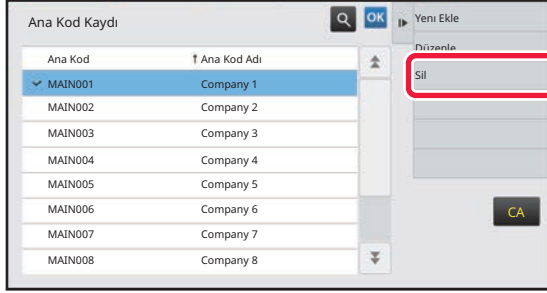 Ana Kod Kaydı
OK
Yeni Ekle
Düzenle
Sil
Ana Kod Ana Kod Adı
MAIN001 Company 1
MAIN002 Company 2
MAIN003 Company 3
MAIN004 Company 4
MAIN005 Company 5
MAIN006 Company 6
MAIN007 Company 7
MAIN008 Company 8
CA